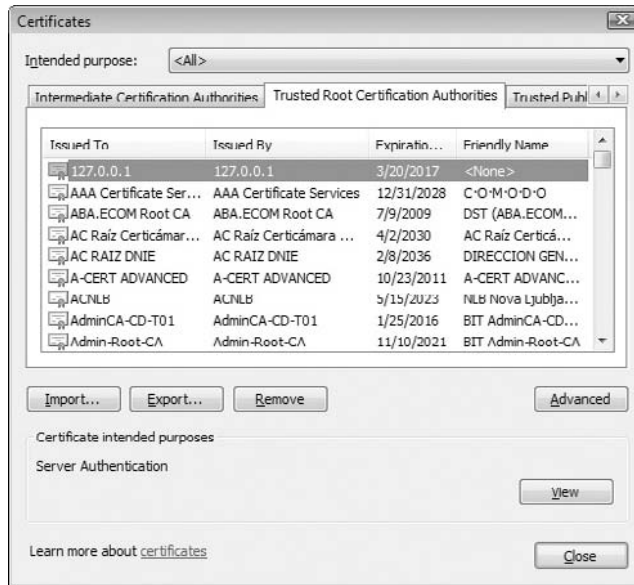 Certificates
Intended purpose: <All>
Intermediate Certification Authorities Trusted Root Certification Authorities Trusted Publ
Issued To Issued By Expiratio... Friendly Name
127.0.0.1 127.0.0.1 3/20/2017 <None>
AAA Certificate Ser... AAA Certificate Services 12/31/2028 C·O·M·O·D·O
ABA.ECOM Root CA ABA.ECOM Root CA 7/9/2009 DST (ABA.ECOM...
AC Raíz Certicámar... AC Raíz Certicámara ... 4/2/2030 AC Raíz Certicá...
AC RAIZ DNIE AC RAIZ DNIE 2/8/2036 DIRECCION GEN...
A-CERT ADVANCED A-CERT ADVANCED 10/23/2011 A-CERT ADVANC...
ACNLB ACNLB 5/15/2023 NLB Nova Ljublja...
AdminCA-CD-T01 AdminCA-CD-T01 1/25/2016 BIT AdminCA-CD...
Admin-Root-CA Admin-Root-CA 11/10/2021 BIT Admin-Root-CA
Import... Export... Remove Advanced
Certificate intended purposes
Server Authentication
View
Learn more about certificates
Close